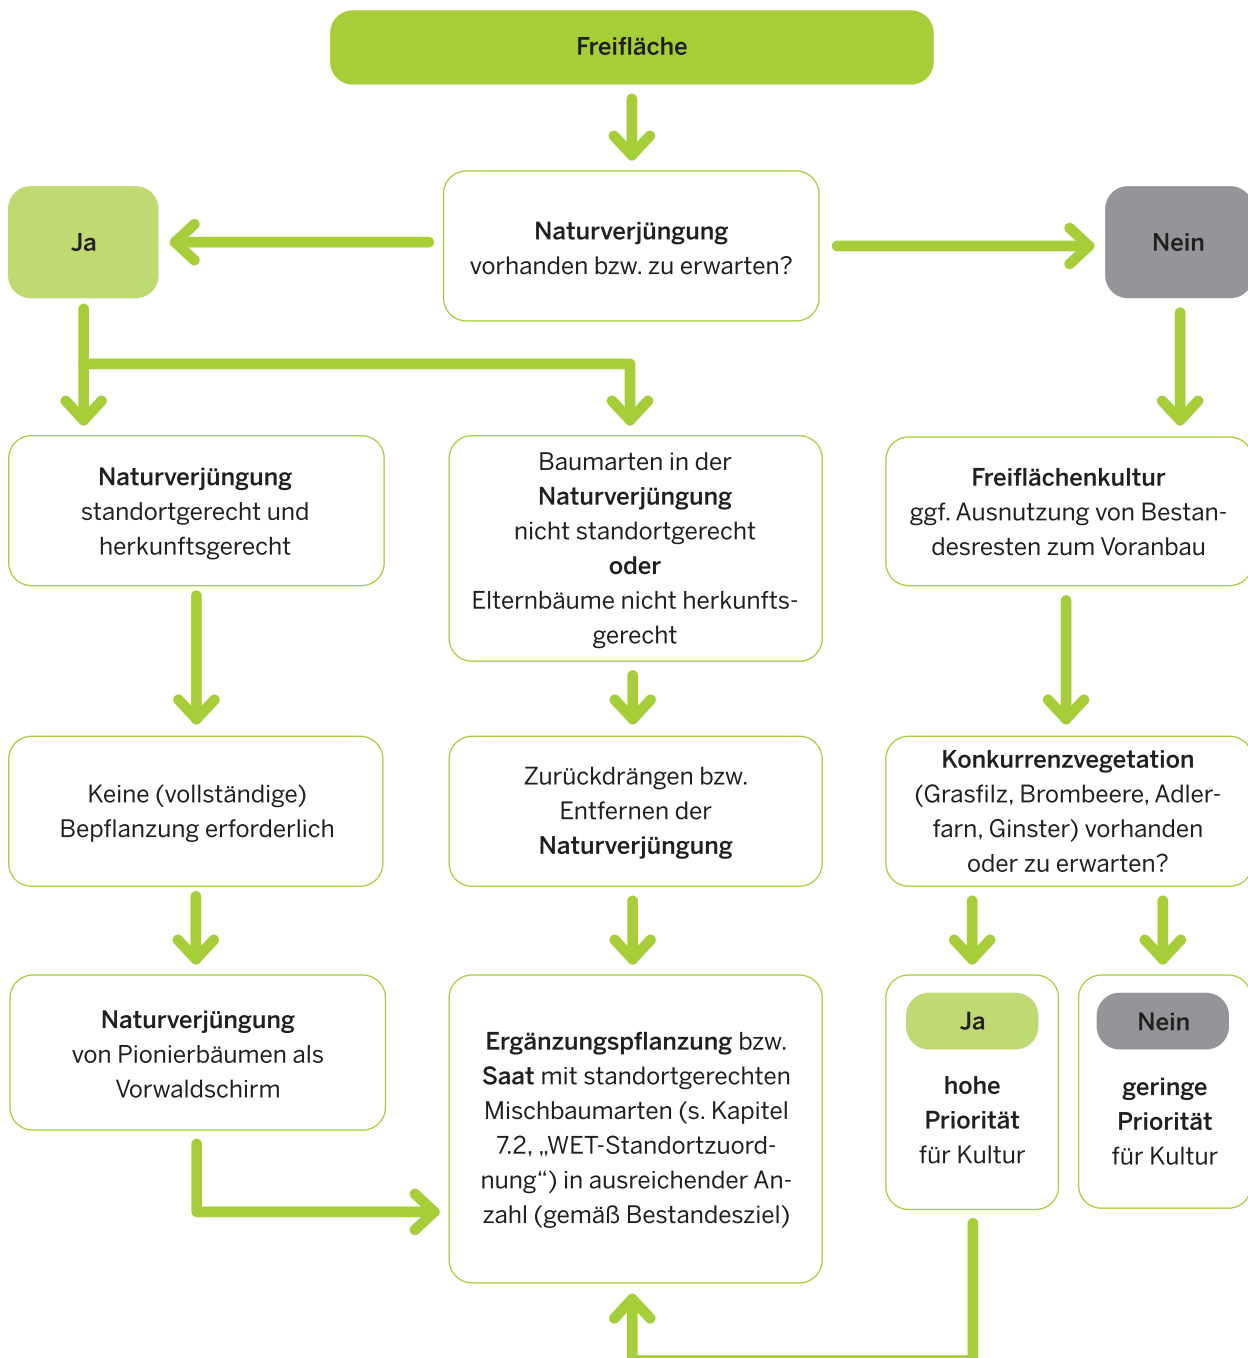 Freifläche
Ja
Naturverjüngung
vorhanden bzw. zu erwarten?
Nein
Naturverjüngung
standortgerecht und
herkunftsgerecht
Baumarten in der
Naturverjüngung
nicht standortgerecht
oder
Elternbäume nicht herkunfts-
gerecht
Freiflächenkultur
ggf. Ausnutzung von Bestan-
desresten zum Voranbau
Keine (vollständige)
Bepflanzung erforderlich
Zurückdrängen bzw.
Entfernen der
Naturverjüngung
Konkurrenzvegetation
(Grasfilz, Brombeere, Adler-
farn, Ginster) vorhanden
oder zu erwarten?
Naturverjüngung
von Pionierbäumen als
Vorwaldschirm
Ergänzungspflanzung bzw.
Saat mit standortgerechten
Mischbaumarten (s. Kapitel
7.2, „WET-Standortzuord-
nung“) in ausreichender An-
zahl (gemäß Bestandesziel)
Ja
hohe
Priorität
für Kultur
Nein
geringe
Priorität
für Kultur